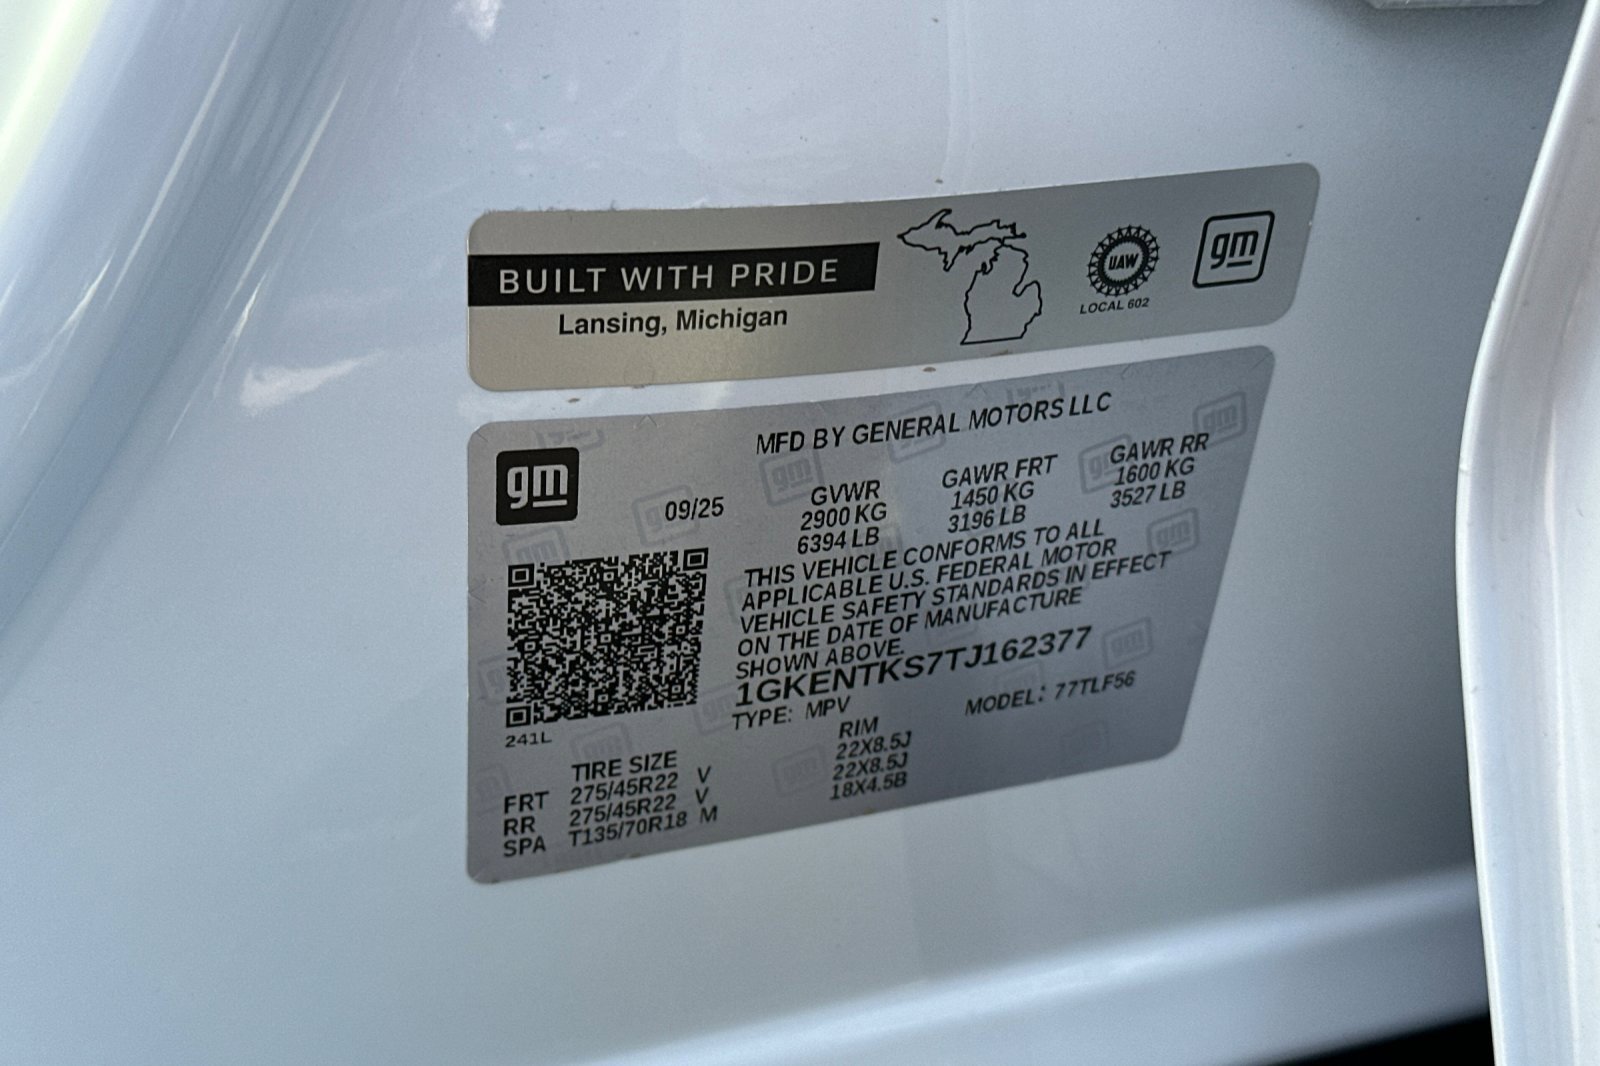 BUILT WITH PRIDE
Lansing, Michigan
UAW
LOCAL 602
gm
MFD BY GENERAL MOTORS LLC
gm
09/25
GVWR
2900 KG
6394 LB
GAWR FRT
1450 KG
3196 LB
GAWR RR
1600 KG
3527 LB
THIS VEHICLE CONFORMS TO ALL
APPLICABLE U.S. FEDERAL MOTOR
VEHICLE SAFETY STANDARDS IN EFFECT
ON THE DATE OF MANUFACTURE
SHOWN ABOVE.
1GKENTKS7TJ162377
TYPE: MPV
MODEL: 77TLF56
241L
TIRE SIZE
RIM
FRT 275/45R22 V 22X8.5J
RR 275/45R22 V 22X8.5J
SPA T135/70R18 M 18X4.5B